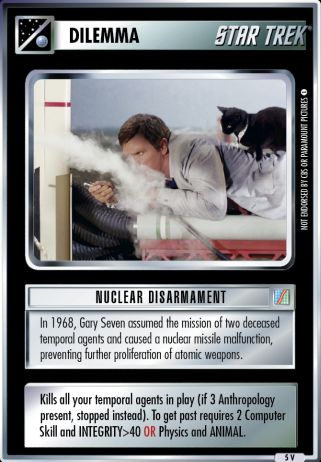 DILEMMA
STAR TREK®
NOT ENDORSED BY CBS OR PARAMOUNT PICTURES
NUCLEAR DISARMAMENT
In 1968, Gary Seven assumed the mission of two deceased
temporal agents and caused a nuclear missile malfunction,
preventing further proliferation of atomic weapons.
Kills all your temporal agents in play (if 3 Anthropology
present, stopped instead). To get past requires 2 Computer
Skill and INTEGRITY>40 OR Physics and ANIMAL.
5 V